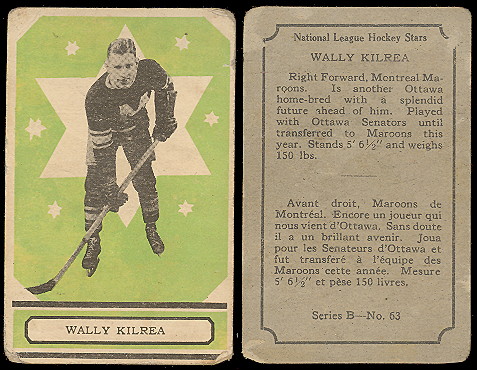 WALLY KILREA
National League Hockey Stars
WALLY KILREA
Right Forward, Montreal Ma-
roons. Is another Ottawa
home-bred with a splendid
future ahead of him. Played
with Ottawa Senators until
transferred to Maroons this
year. Stands 5' 6½" and weighs
150 lbs.
Avant droit, Maroons de
Montréal. Encore un joueur qui
nous vient d'Ottawa. Sans doute
il a un brillant avenir. Joua
pour les Senateurs d'Ottawa et
fut transferé à l'équipe des
Maroons cette année. Mesure
5' 6½" et pèse 150 livres.
Series B—No. 63